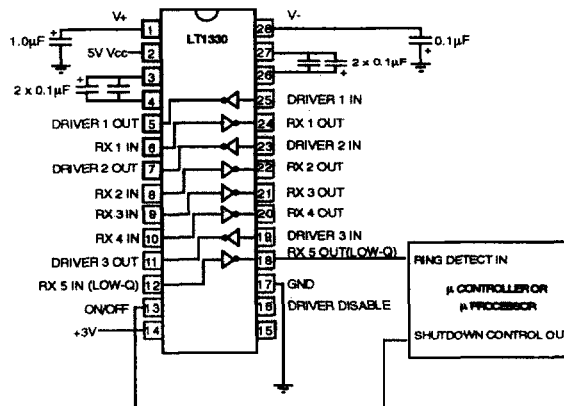 V+
LT1330
V-
1.0µF
+
1
28
+
0.1µF
5V Vcc
2
27
+
2 x 0.1µF
+
3
26
+
2 x 0.1µF
4
25
DRIVER 1 IN
DRIVER 1 OUT
5
24
RX 1 OUT
RX 1 IN
6
23
DRIVER 2 IN
DRIVER 2 OUT
7
22
RX 2 OUT
RX 2 IN
8
21
RX 3 OUT
RX 3 IN
9
20
RX 4 OUT
RX 4 IN
10
19
DRIVER 3 IN
DRIVER 3 OUT
11
18
RX 5 OUT(LOW-Q)
RX 5 IN (LOW-Q)
12
17
GND
ON/OFF
13
16
DRIVER DISABLE
+3V
14
15
RING DETECT IN
µ CONTROLLER OR
µ PROCESSOR
SHUTDOWN CONTROL OU